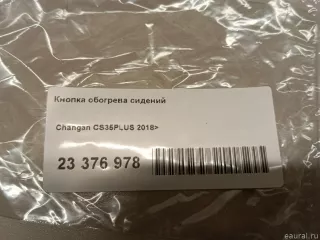 Кнопка обогрева сидений
Changan CS35PLUS 2018>
23 376 978
eaural.ru